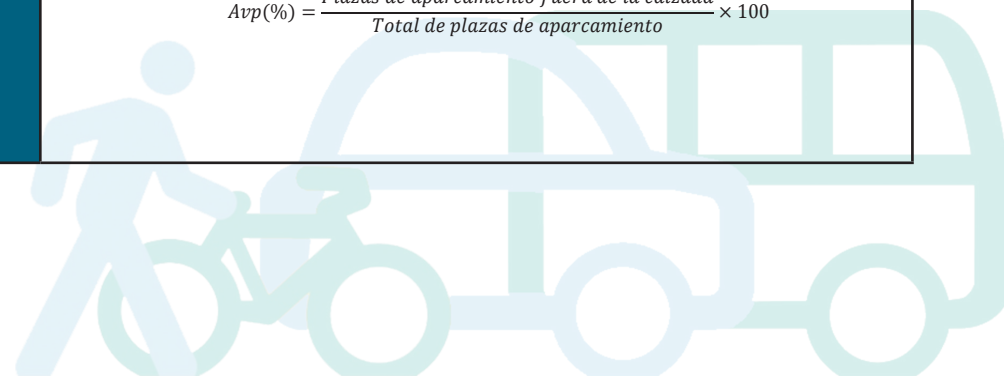 Avp(%) = Plazas de aparcamiento fuera de la calzada / Total de plazas de aparcamiento × 100